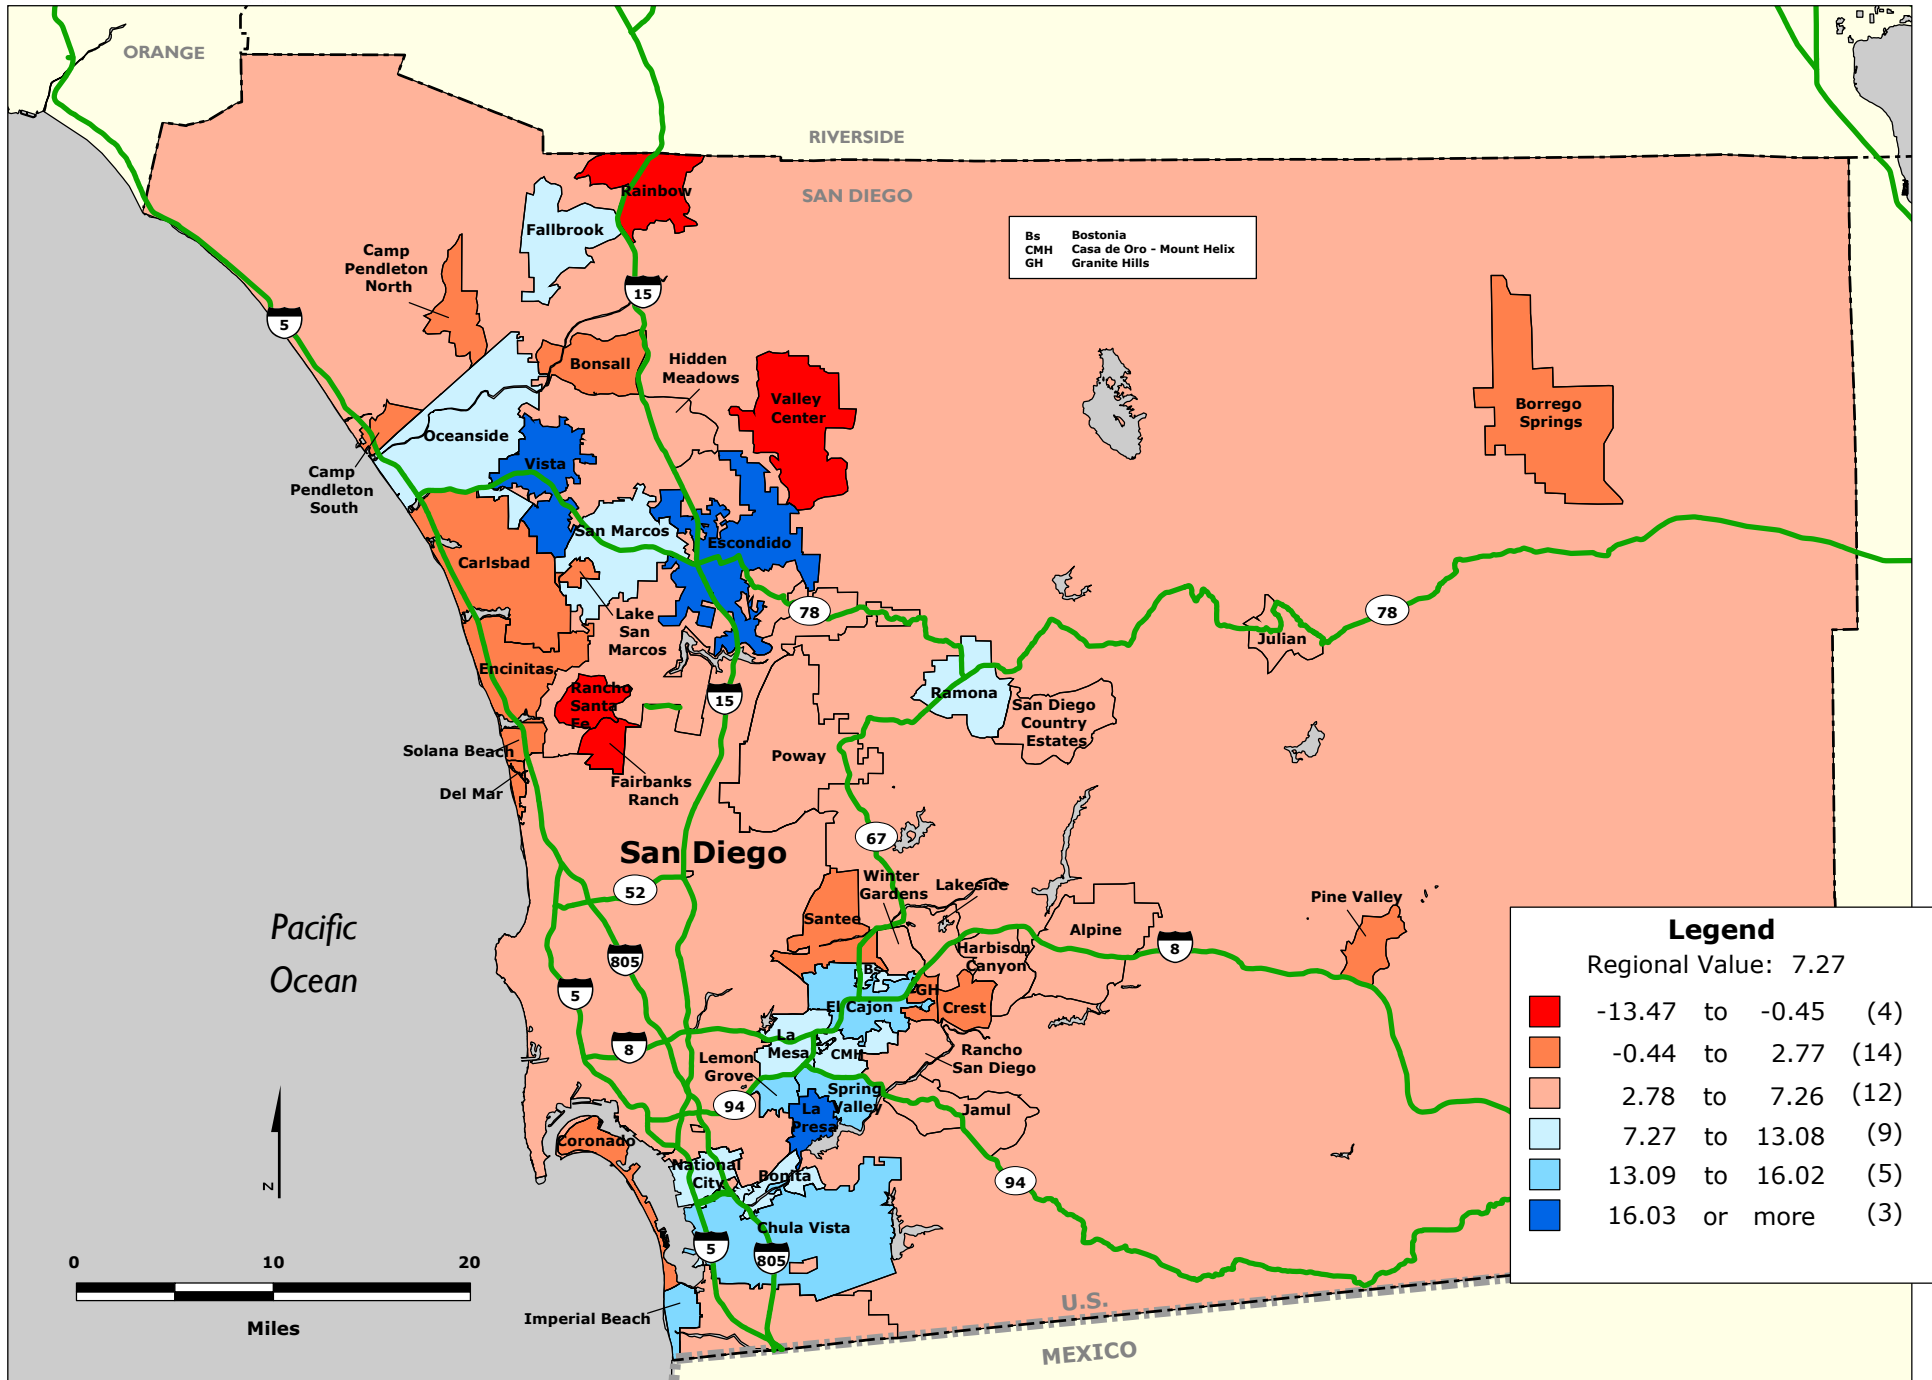 ORANGE
RIVERSIDE
SAN DIEGO
Rainbow
Fallbrook
Bs Bostonia
CMH Casa de Oro - Mount Helix
GH Granite Hills
Camp
Pendleton
North
15
5
Bonsall
Hidden
Meadows
Valley
Center
Borrego
Springs
Oceanside
Vista
Camp
Pendleton
South
San Marcos
Escondido
Carlsbad
Lake
San
Marcos
78
78
Julian
Encinitas
Rancho
Santa
Fe
15
Ramona
San Diego
Country
Estates
Solana Beach
Poway
Del Mar
Fairbanks
Ranch
67
San Diego
52
Winter
Gardens
Lakeside
Pine Valley
Santee
Alpine
Pacific
Ocean
805
Harbison
Canyon
8
Bs
5
GH
El Cajon
Crest
8
La
Mesa
CMH
Lemon
Grove
Rancho
San Diego
Spring
Valley
94
La
Presa
Jamul
Coronado
National
City
Bonita
94
Chula Vista
5
805
Imperial Beach
U.S.
MEXICO
N
0 10 20
Miles
Legend
Regional Value: 7.27
-13.47 to -0.45 (4)
-0.44 to 2.77 (14)
2.78 to 7.26 (12)
7.27 to 13.08 (9)
13.09 to 16.02 (5)
16.03 or more (3)